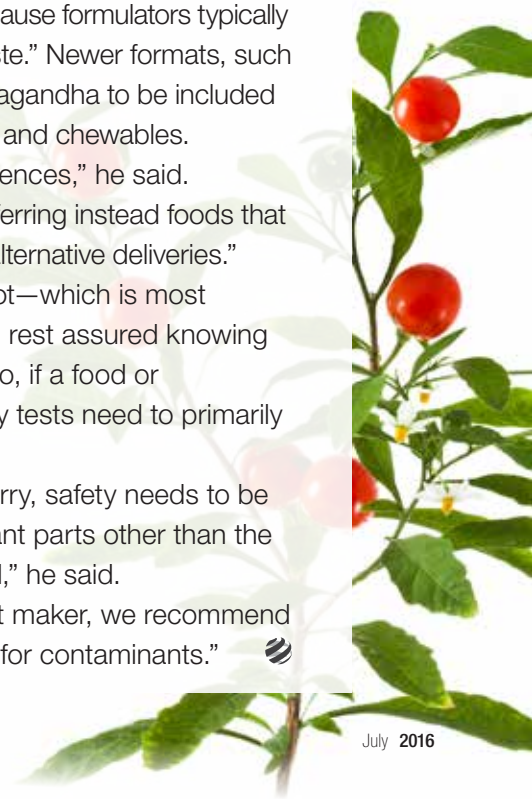 ause formulators typically
ste.” Newer formats, such
agandha to be included
and chewables.
ences,” he said.
erring instead foods that
lternative deliveries.”
ot—which is most
rest assured knowing
o, if a food or
y tests need to primarily
rry, safety needs to be
ant parts other than the
l,” he said.
t maker, we recommend
for contaminants.”
July 2016